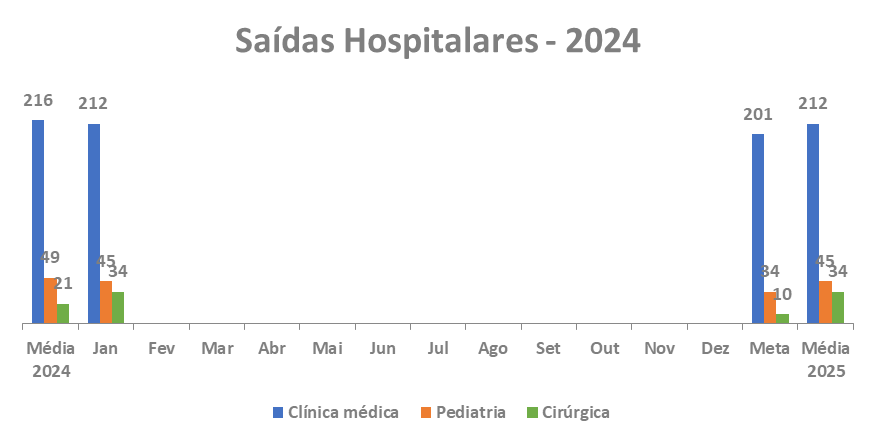 Saídas Hospitalares - 2024
216 212 201 212
49 21 45 34 34 10 45 34
Média 2024 Jan Fev Mar Abr Mai Jun Jul Ago Set Out Nov Dez Meta Média 2025
Clínica médica Pediatria Cirúrgica